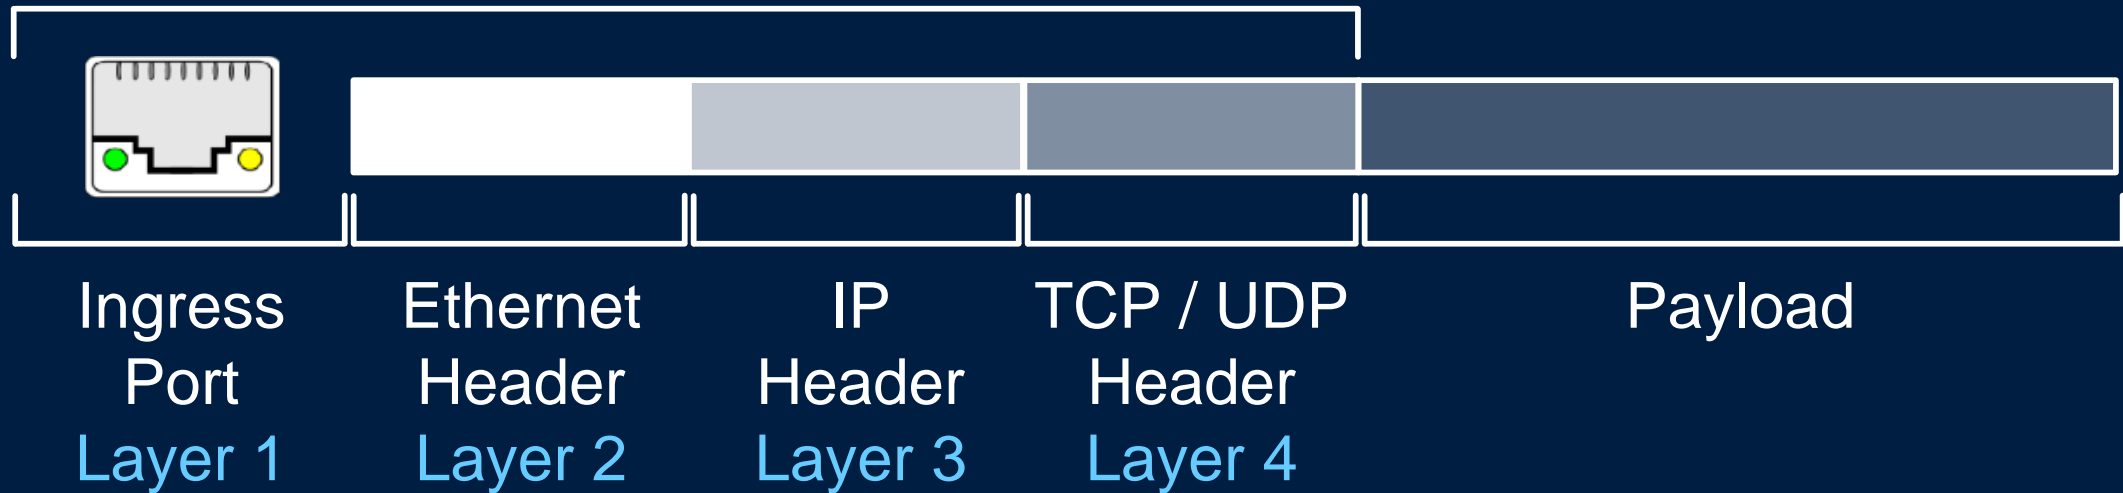 Ingress
Port
Layer 1
Ethernet
Header
Layer 2
IP
Header
Layer 3
TCP / UDP
Header
Layer 4
Payload